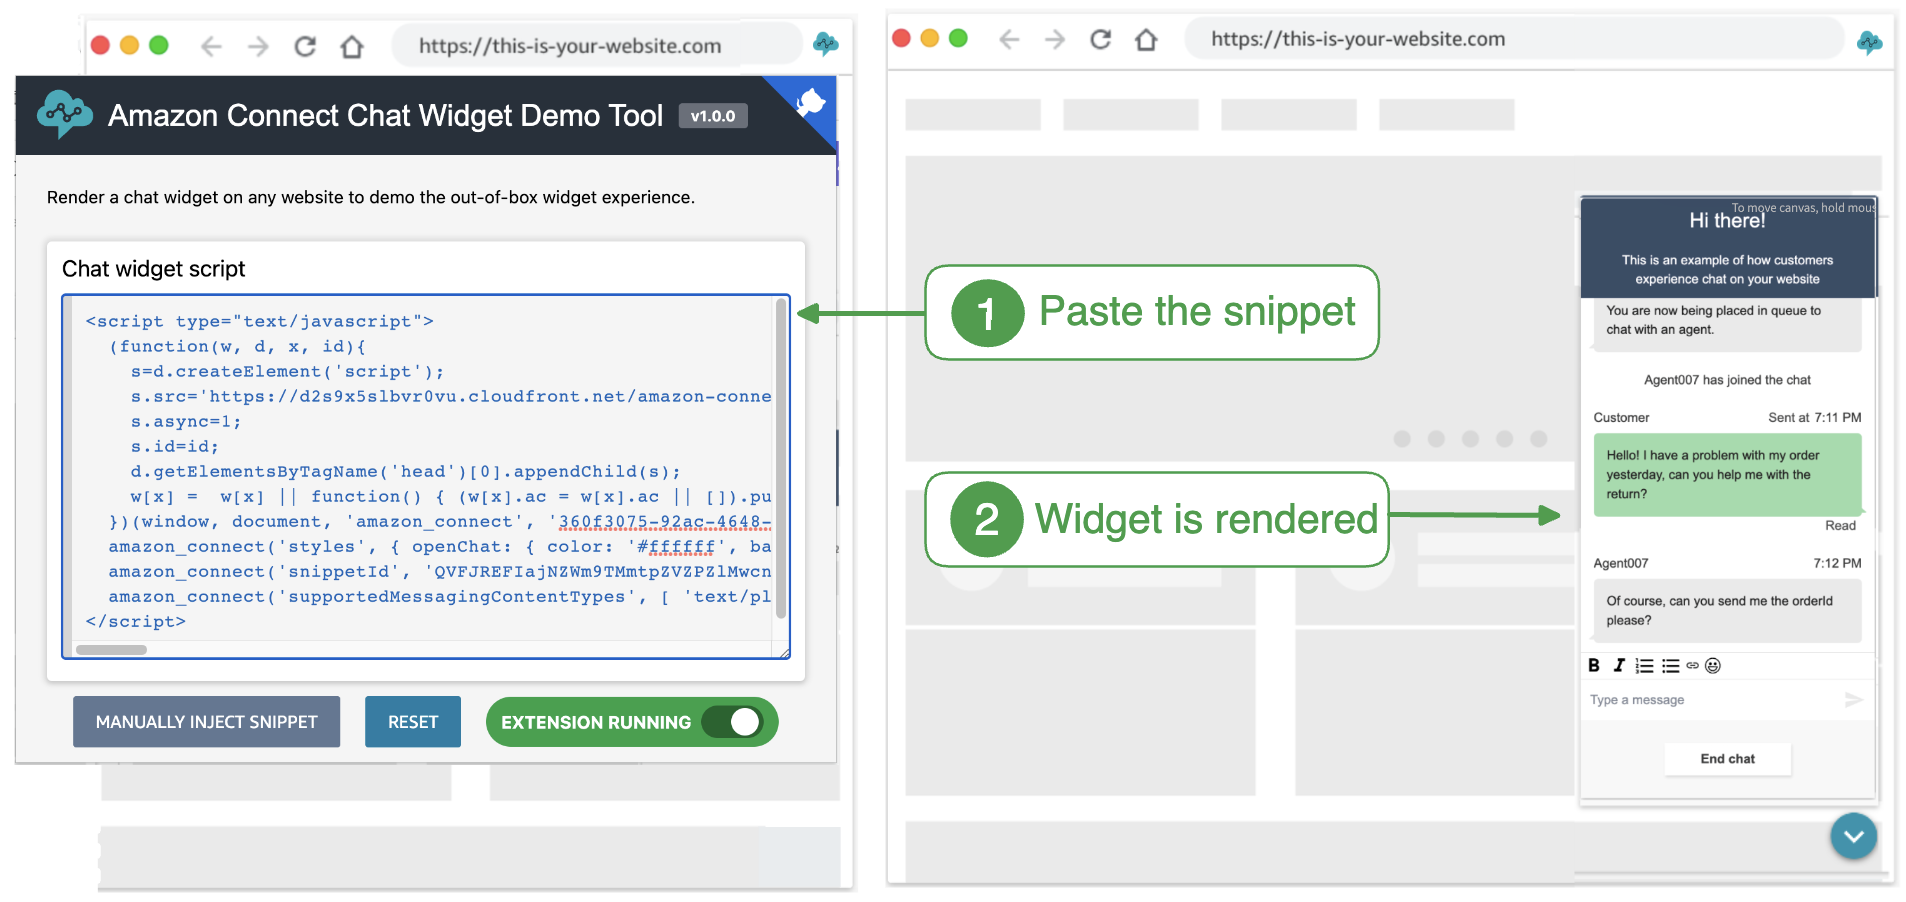 https://this-is-your-website.com
Amazon Connect Chat Widget Demo Tool v1.0.0
Render a chat widget on any website to demo the out-of-box widget experience.
Chat widget script
<script type="text/javascript">
(function(w, d, x, id){
s=d.createElement('script');
s.src='https://d2s9x5slbvr0vu.cloudfront.net/amazon-conne
s.async=1;
s.id=id;
d.getElementsByTagName('head')[0].appendChild(s);
w[x] =  w[x] || function() { (w[x].ac = w[x].ac || []).pu
})(window, document, 'amazon_connect', '360f3075-92ac-4648-
amazon_connect('styles', { openChat: { color: '#ffffff', ba
amazon_connect('snippetId', 'QVFJREFIajNZWm9TMmtpZVZPZlMwcn
amazon_connect('supportedMessagingContentTypes', [ 'text/pl
</script>
MANUALLY INJECT SNIPPET
RESET
EXTENSION RUNNING
1 Paste the snippet
2 Widget is rendered
https://this-is-your-website.com
To move canvas, hold mous
Hi there!
This is an example of how customers
experience chat on your website
You are now being placed in queue to
chat with an agent.
Agent007 has joined the chat
Customer Sent at 7:11 PM
Hello! I have a problem with my order
yesterday, can you help me with the
return?
Read
Agent007 7:12 PM
Of course, can you send me the orderId
please?
B I
Type a message
End chat